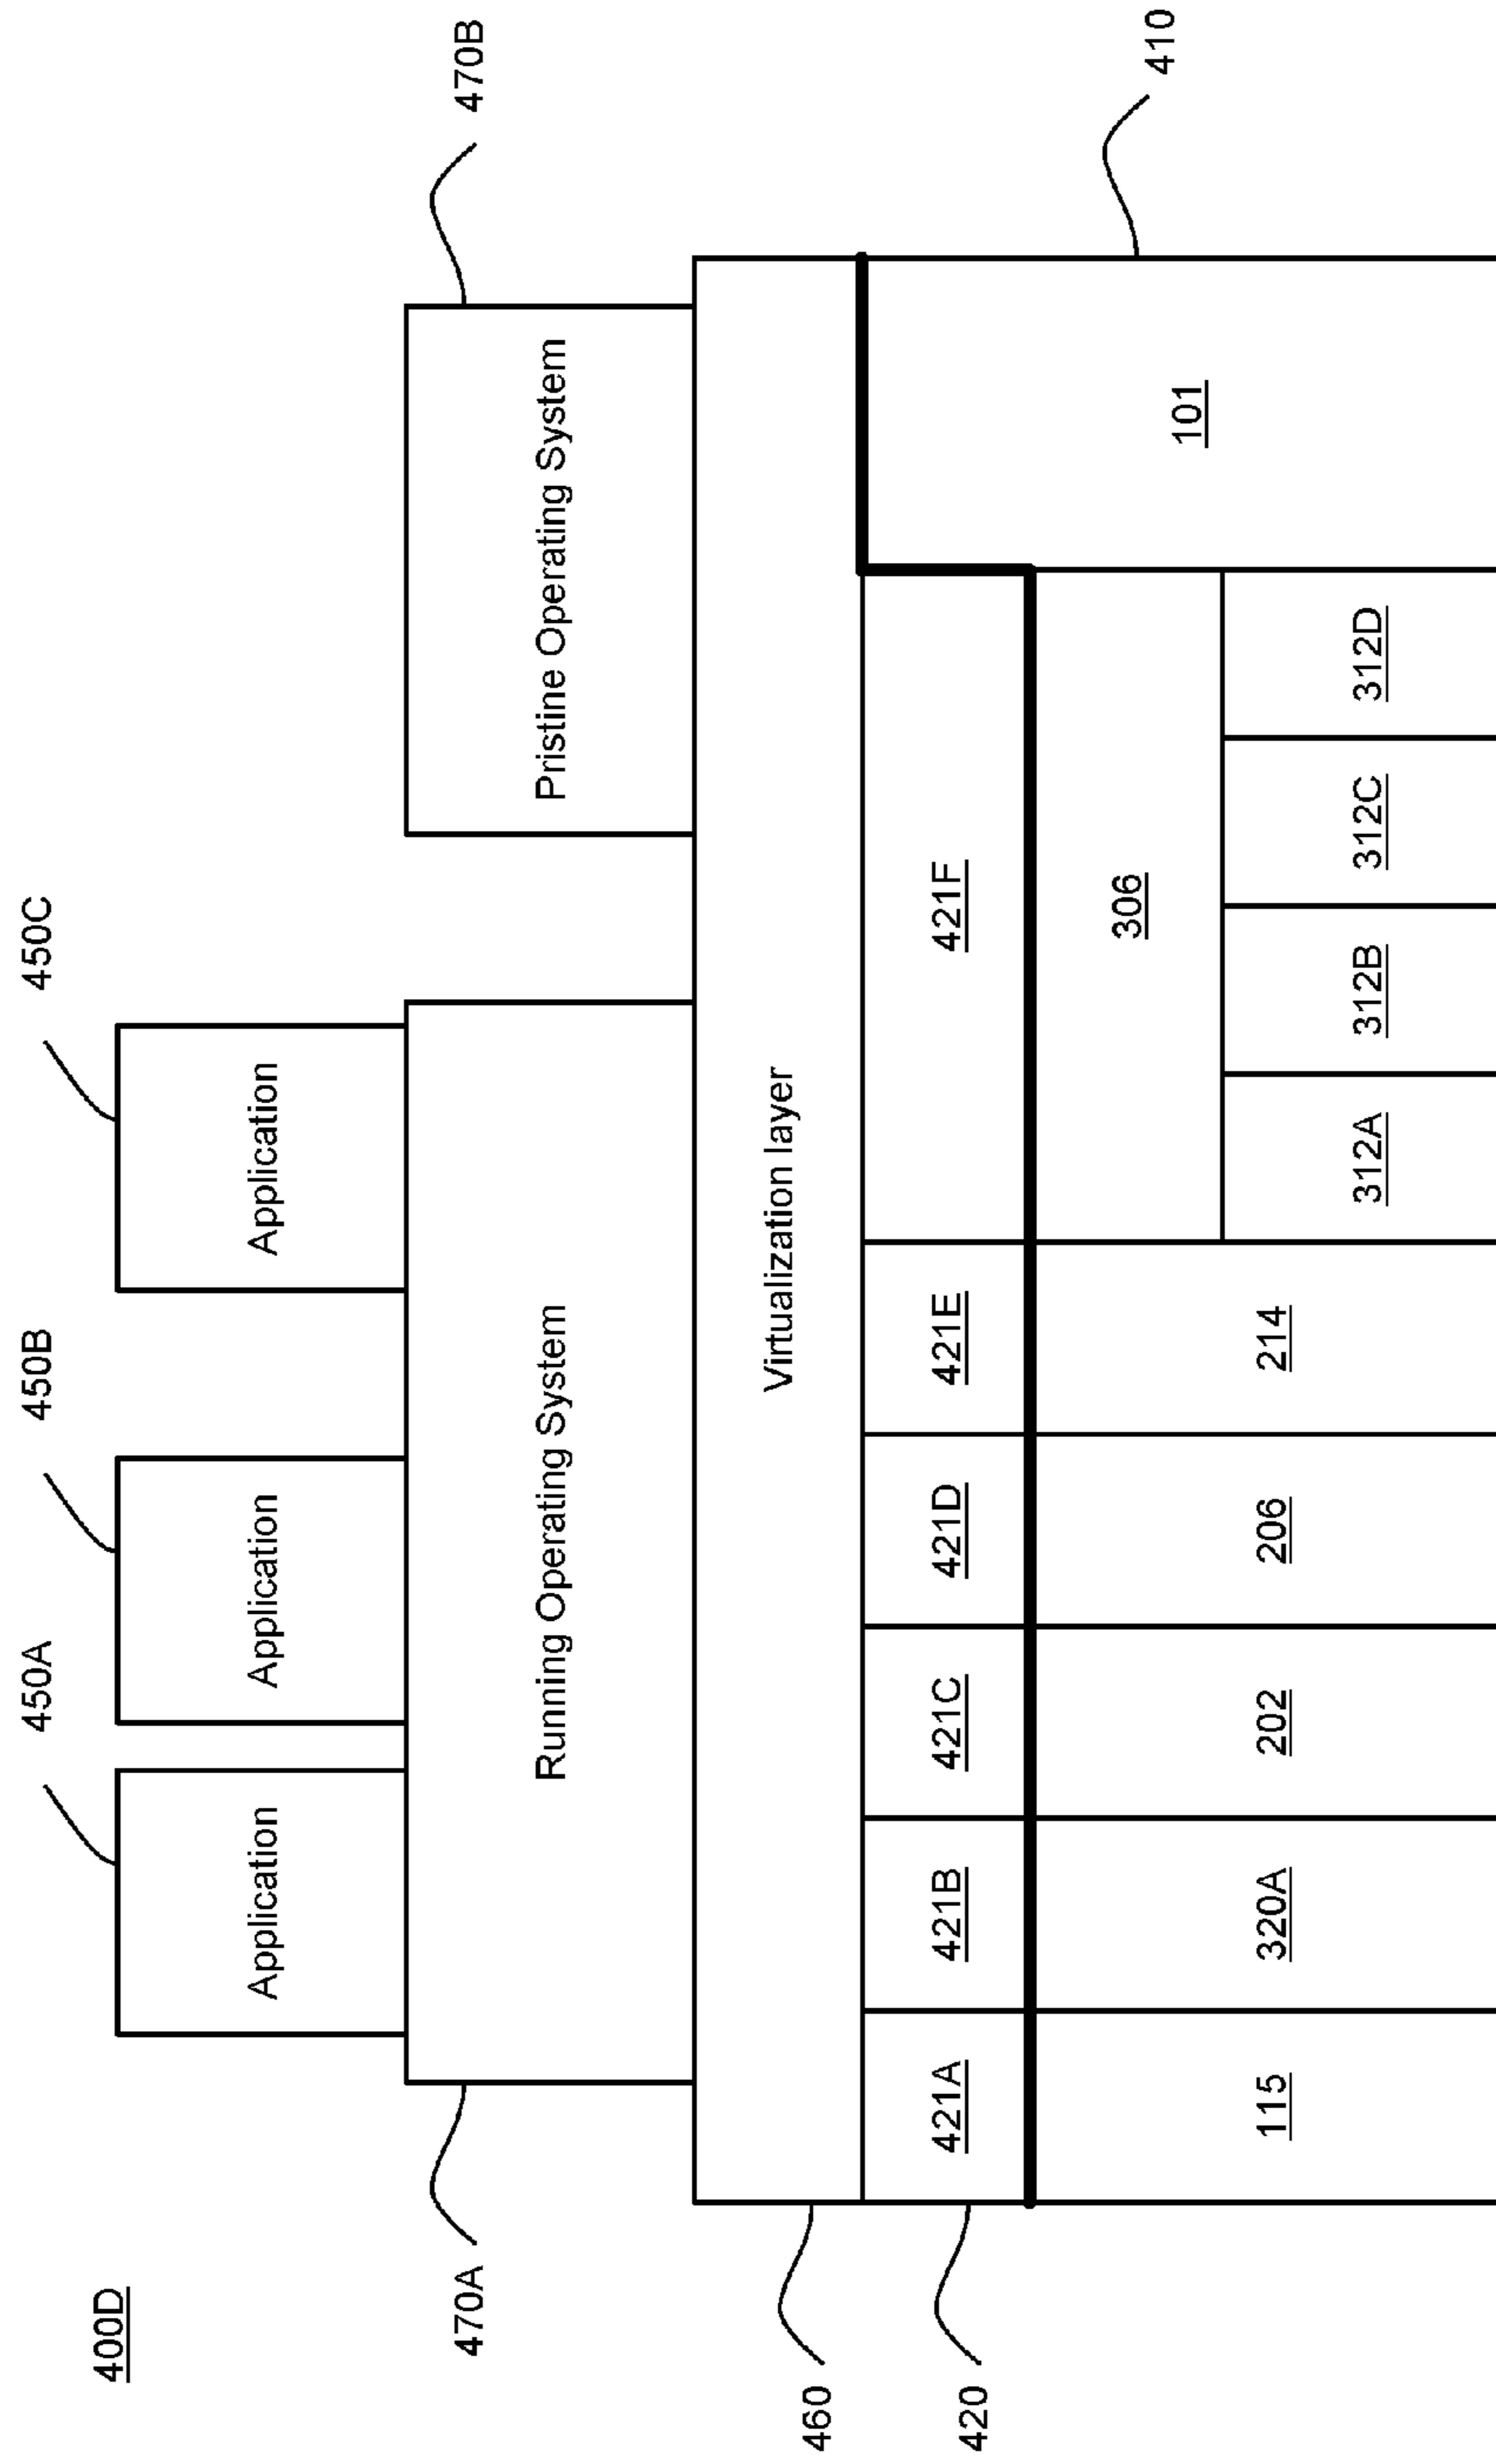 400D
450A
450B
450C
Application
Application
Application
470A
470B
Running Operating System
Pristine Operating System
460
Virtualization layer
420
421A
421B
421C
421D
421E
421F
410
115
320A
202
206
214
306
101
312A
312B
312C
312D